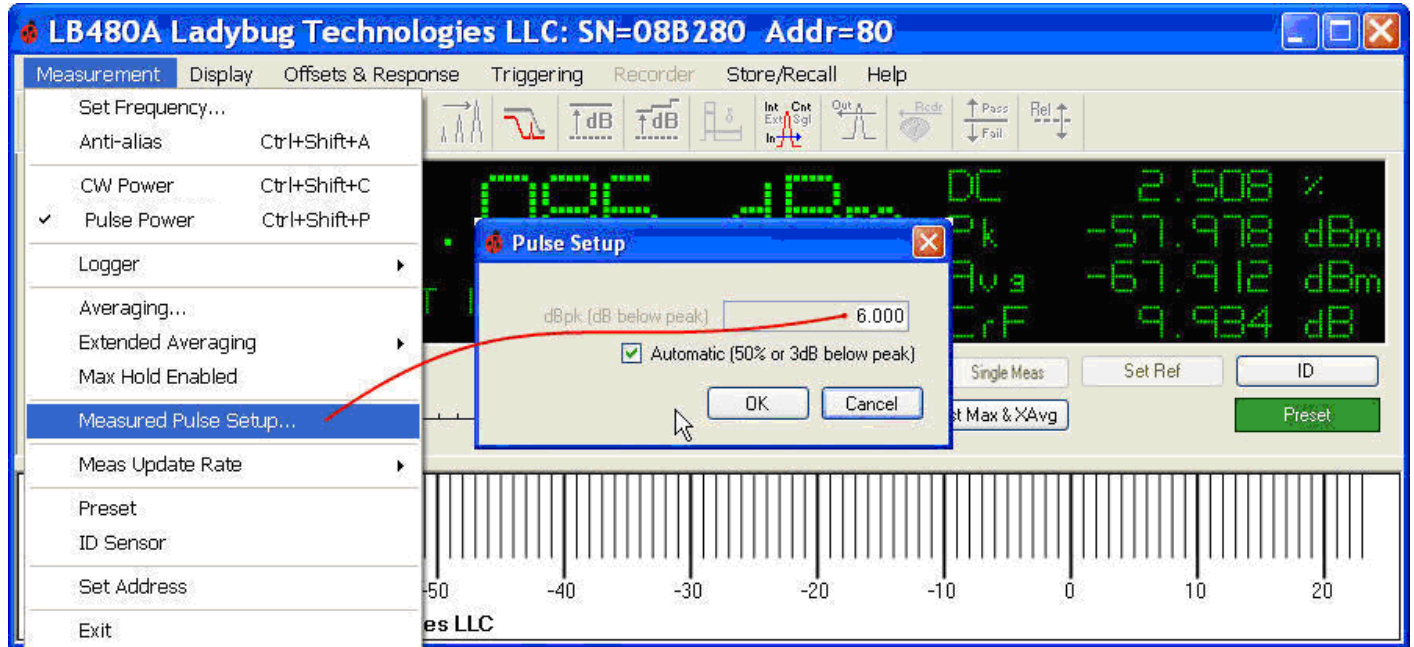 LB480A Ladybug Technologies LLC: SN=08B280 Addr=80
Measurement Display Offsets & Response Triggering Recorder Store/Recall Help
Set Frequency...
Anti-alias Ctrl+Shift+A
CW Power Ctrl+Shift+C
Pulse Power Ctrl+Shift+P
Logger
Averaging...
Extended Averaging
Max Hold Enabled
Measured Pulse Setup...
Meas Update Rate
Preset
ID Sensor
Set Address
Exit
dB dB Int Cnt Out Rcdr Pass Rel
Ext Sgl
In Fail
dBm
DC 2.508 %
Pk -57.978 dBm
Avg -67.912 dBm
CrF 9.934 dB
Pulse Setup
dBpk (dB below peak) 6.000
Automatic (50% or 3dB below peak)
OK Cancel
Single Meas Set Ref ID
st Max & XAvg Preset
-50 -40 -30 -20 -10 0 10 20
es LLC